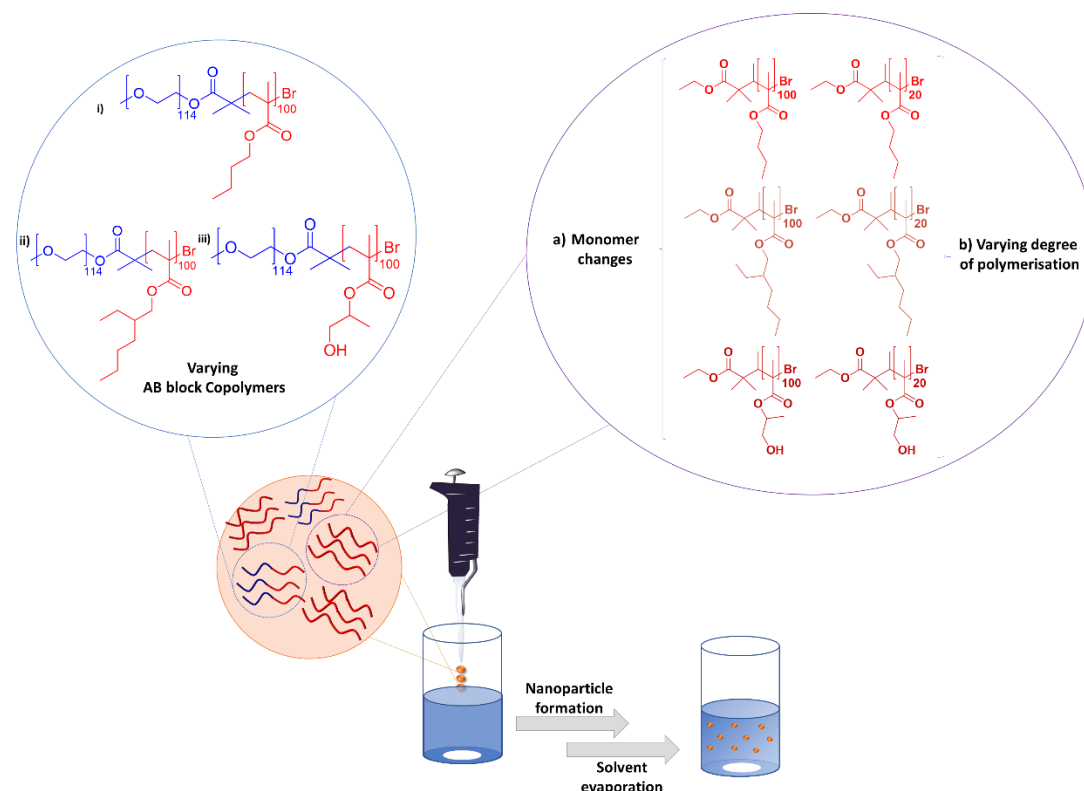 i)
O
O
O
114
Br
100
O
O
ii)
O
O
O
114
Br
100
O
O
iii)
O
O
O
114
Br
100
O
O
OH
Varying
AB block Copolymers
a) Monomer
changes
O
O
Br
100
O
O
O
O
Br
20
O
O
O
O
Br
100
O
O
O
O
Br
20
O
O
O
O
Br
100
O
O
OH
O
O
Br
20
O
O
OH
b) Varying degree
of polymerisation
Nanoparticle
formation
Solvent
evaporation